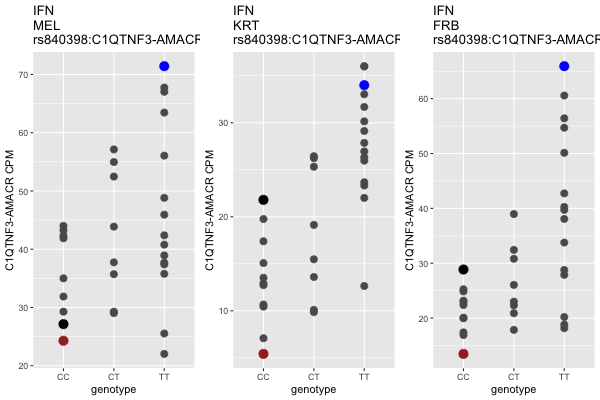 IFN
MEL
rs840398:C1QTNF3-AMACR
C1QTNF3-AMACR CPM
70
60
50
40
30
20
CC CT TT
genotype
IFN
KRT
rs840398:C1QTNF3-AMACR
C1QTNF3-AMACR CPM
30
20
10
CC CT TT
genotype
IFN
FRB
rs840398:C1QTNF3-AMACR
C1QTNF3-AMACR CPM
60
50
40
30
20
CC CT TT
genotype